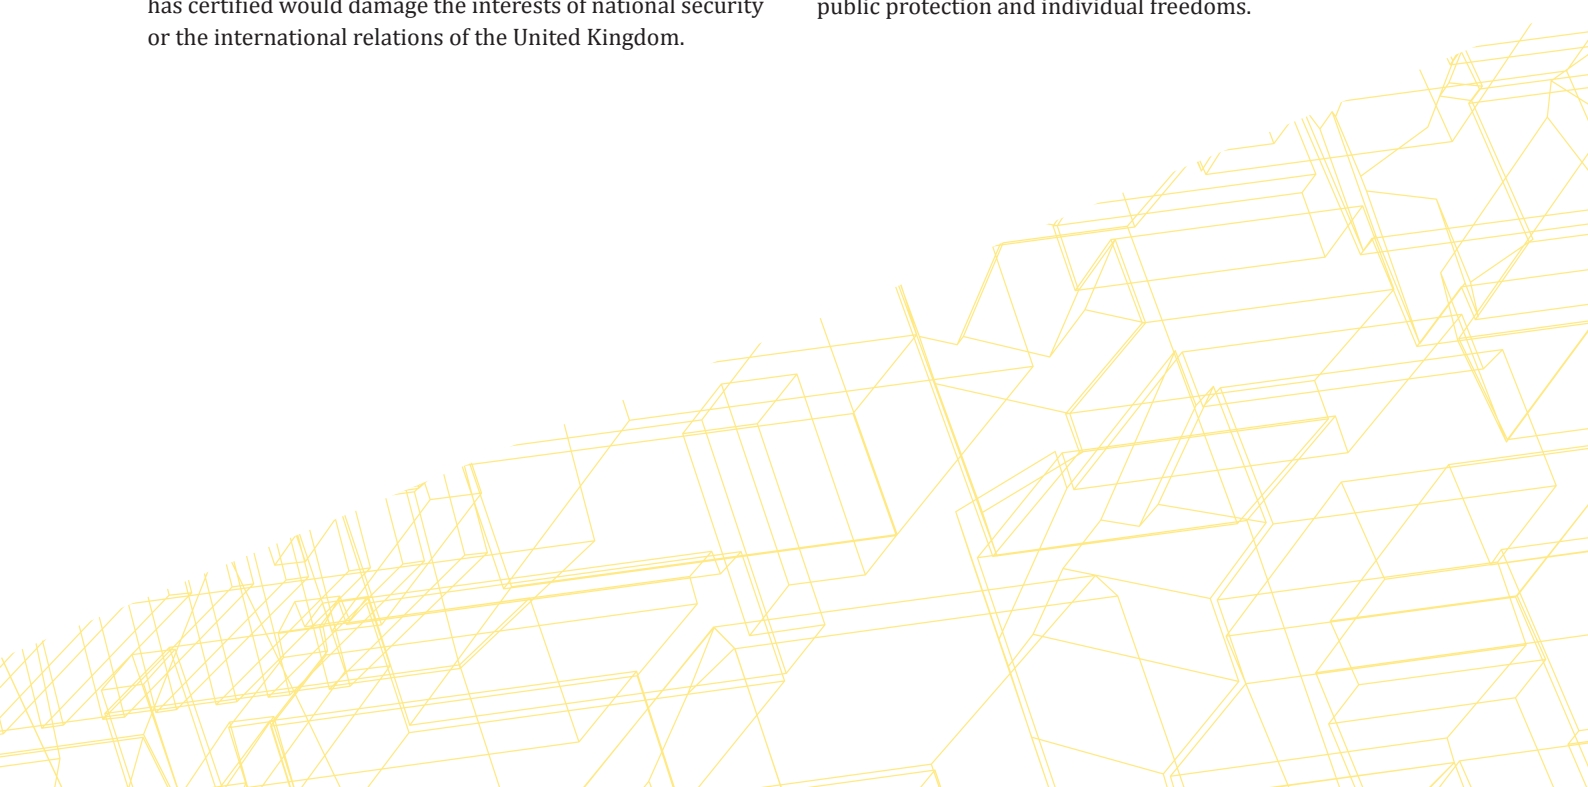 has certified would damage the interests of national security
or the international relations of the United Kingdom.
public protection and individual freedoms.